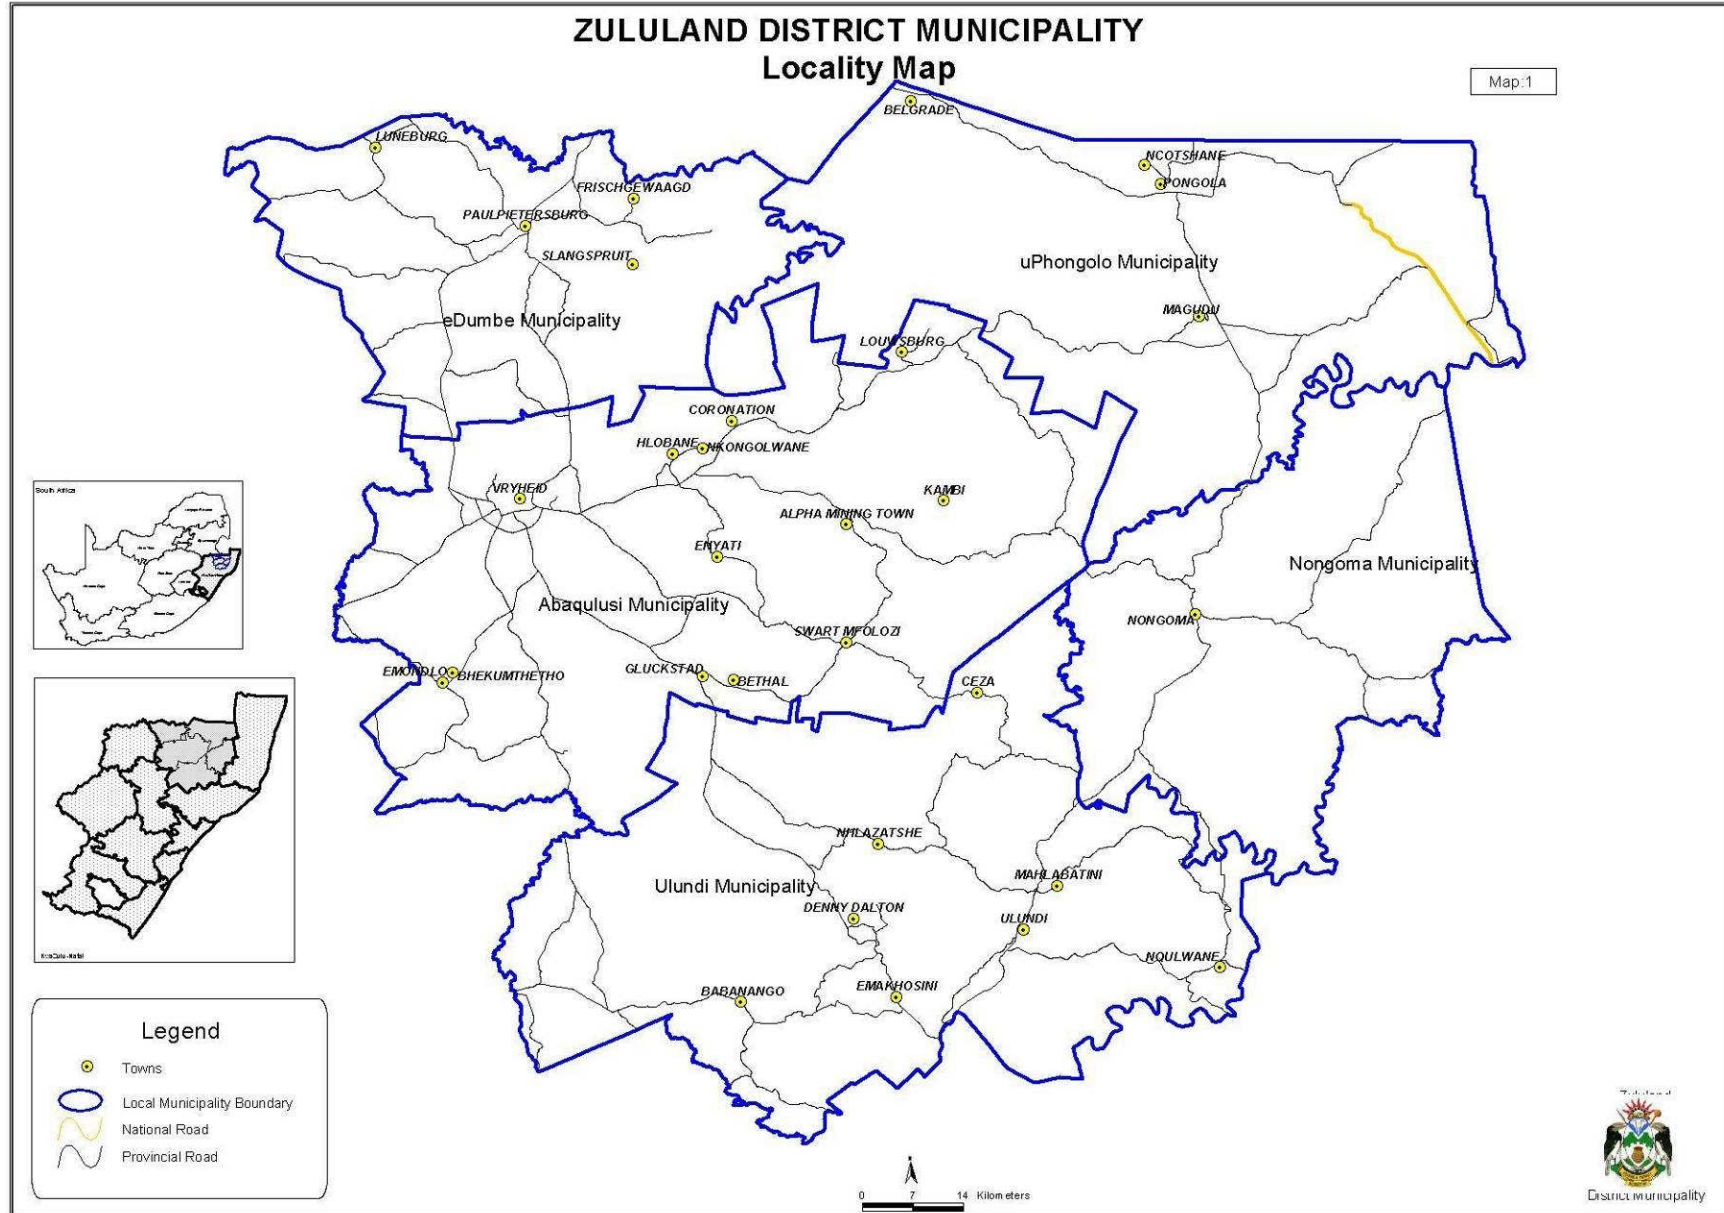 ZULULAND DISTRICT MUNICIPALITY
Locality Map
Map:1
BELGRADE
LUNEBURG
NCOTSHANE
PONGOLA
FRISCHGEWAAGD
PAULPIETERSBURG
SLANGSPRUIT
uPhongolo Municipality
eDumbe Municipality
MAGUDU
LOUWSBURG
CORONATION
HLOBANE
NKONGOLWANE
VRYHEID
KAMBI
ALPHA MINING TOWN
ENYATI
Nongoma Municipality
Abaqulusi Municipality
NONGOMA
SWART MFOLOZI
EMONDLO
BHEKUMTHETHO
GLUCKSTAD
BETHAL
CEZA
NHLAZATSHE
MAHLABATINI
Ulundi Municipality
DENNY DALTON
ULUNDI
NQULWANE
BABANANGO
EMAKHOSINI
South Africa
KwaZulu-Natal
Legend
Towns
Local Municipality Boundary
National Road
Provincial Road
0 7 14 Kilometers
Zululand
District Municipality